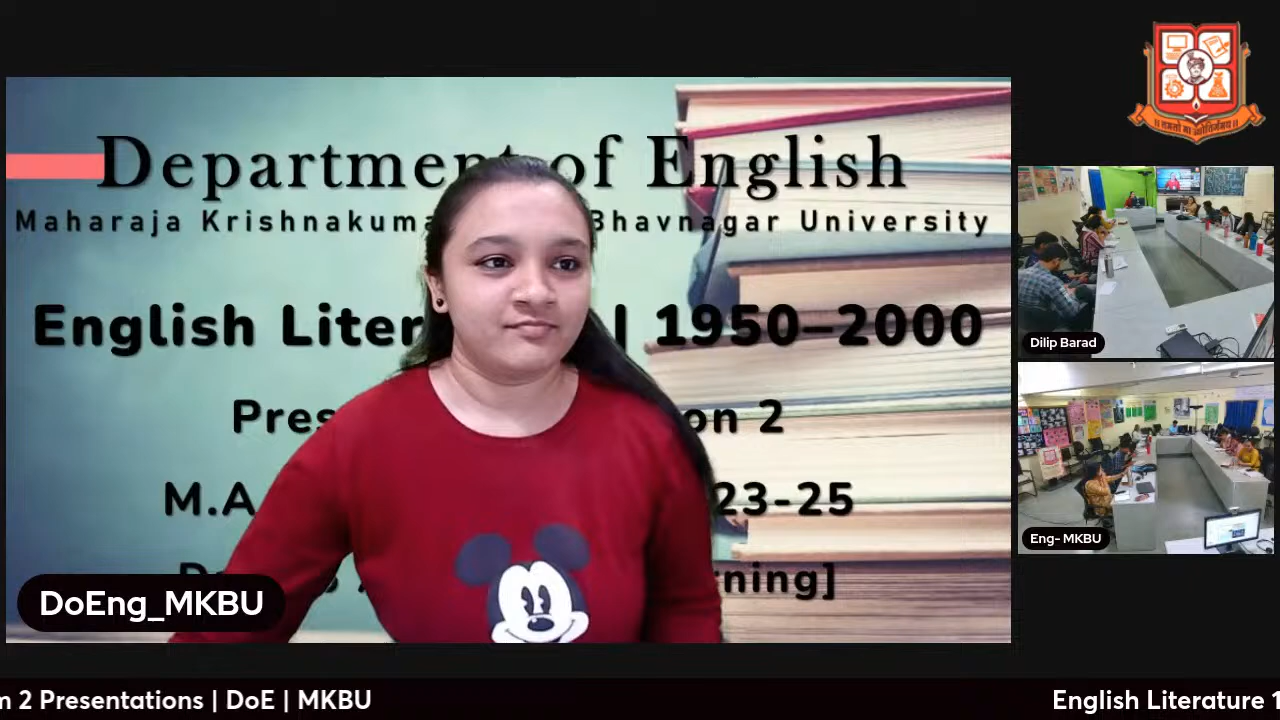 Department of English
Maharaja Krishnakuma Bhavnagar University
English Liter | 1950–2000
Pres on 2
M.A 23-25
rning]
DoEng_MKBU
Dilip Barad
Eng- MKBU
m 2 Presentations | DoE | MKBU
English Literature 1